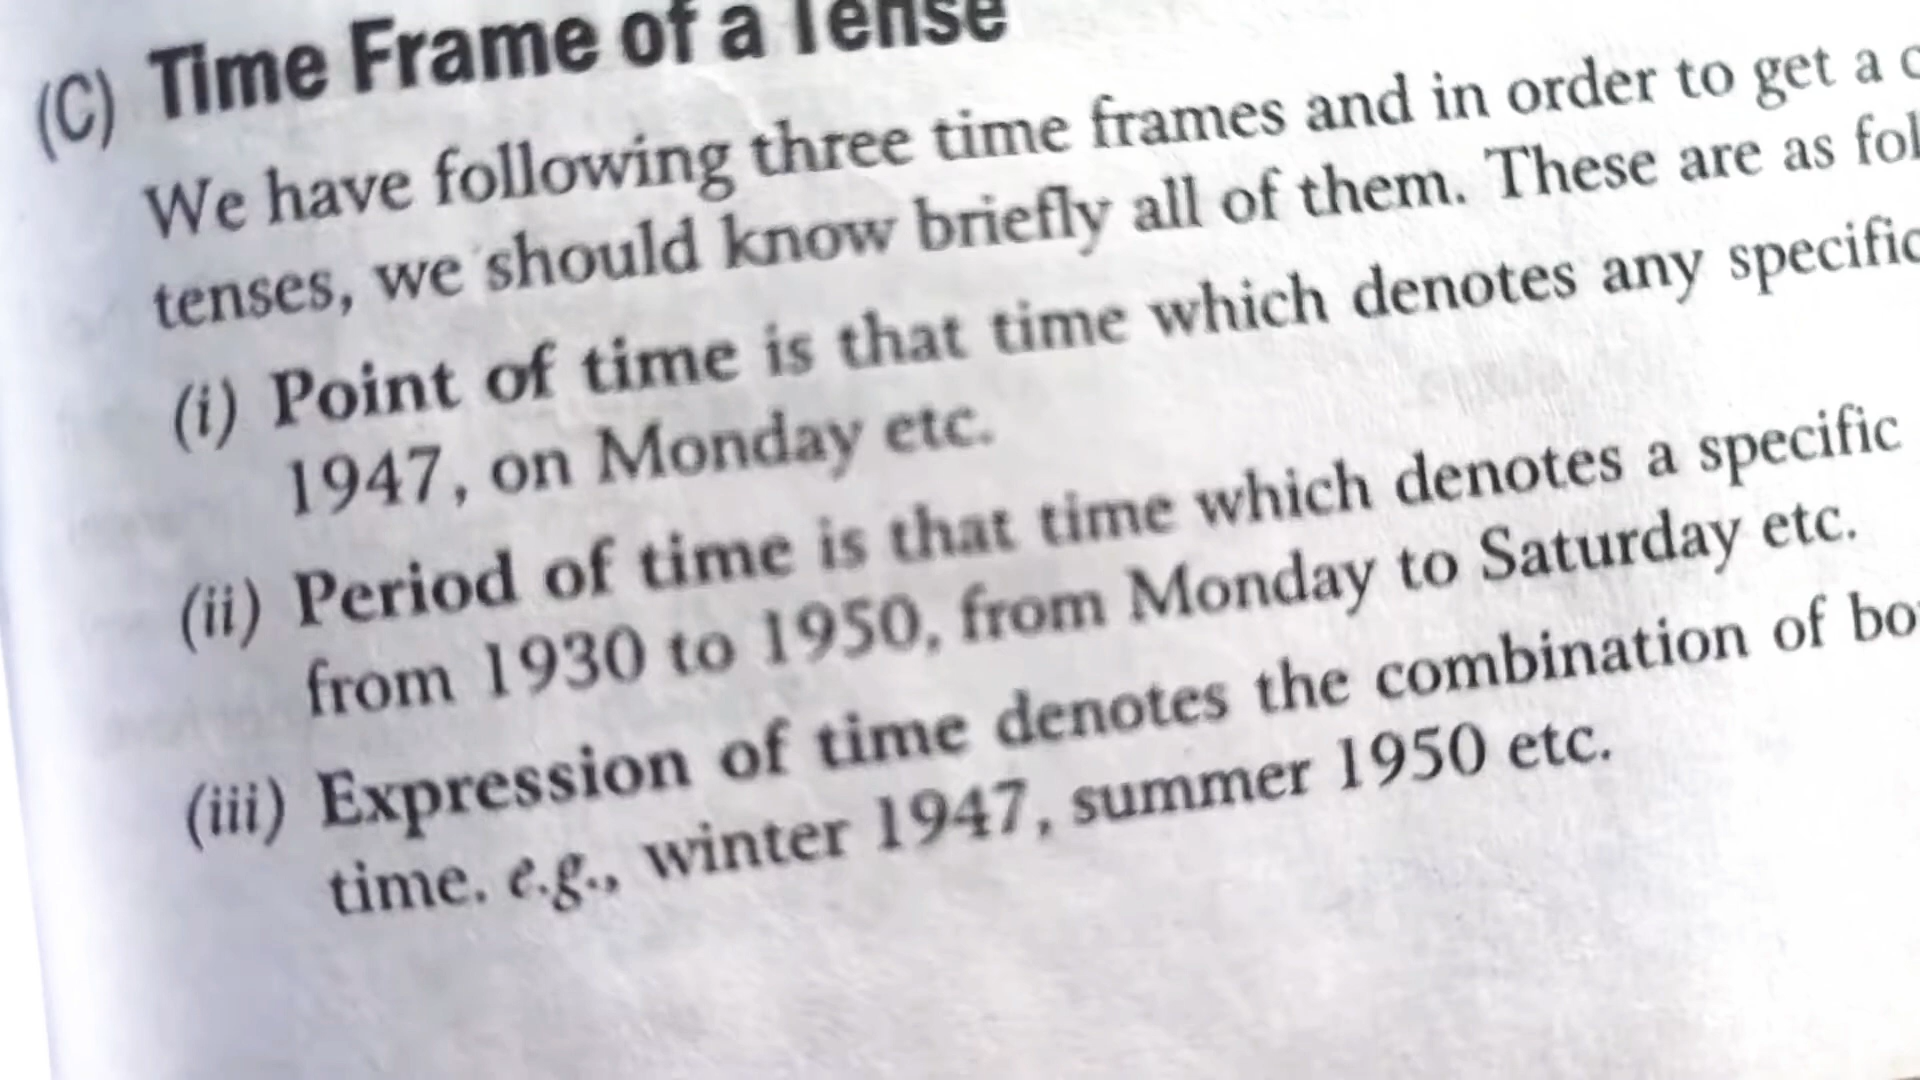 (C) Time Frame of a Tense
We have following three time frames and in order to get a
tenses, we should know briefly all of them. These are as
(i) Point of time is that time which denotes any specific
1947, on Monday etc.
(ii) Period of time is that time which denotes a specific
from 1930 to 1950, from Monday to Saturday etc.
(iii) Expression of time denotes the combination of
time. e.g., winter 1947, summer 1950 etc.